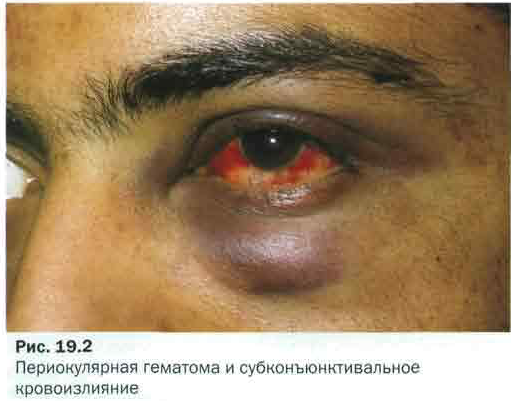 Рис. 19.2
Периокулярная гематома и субконъюнктивальное
кровоизлияние